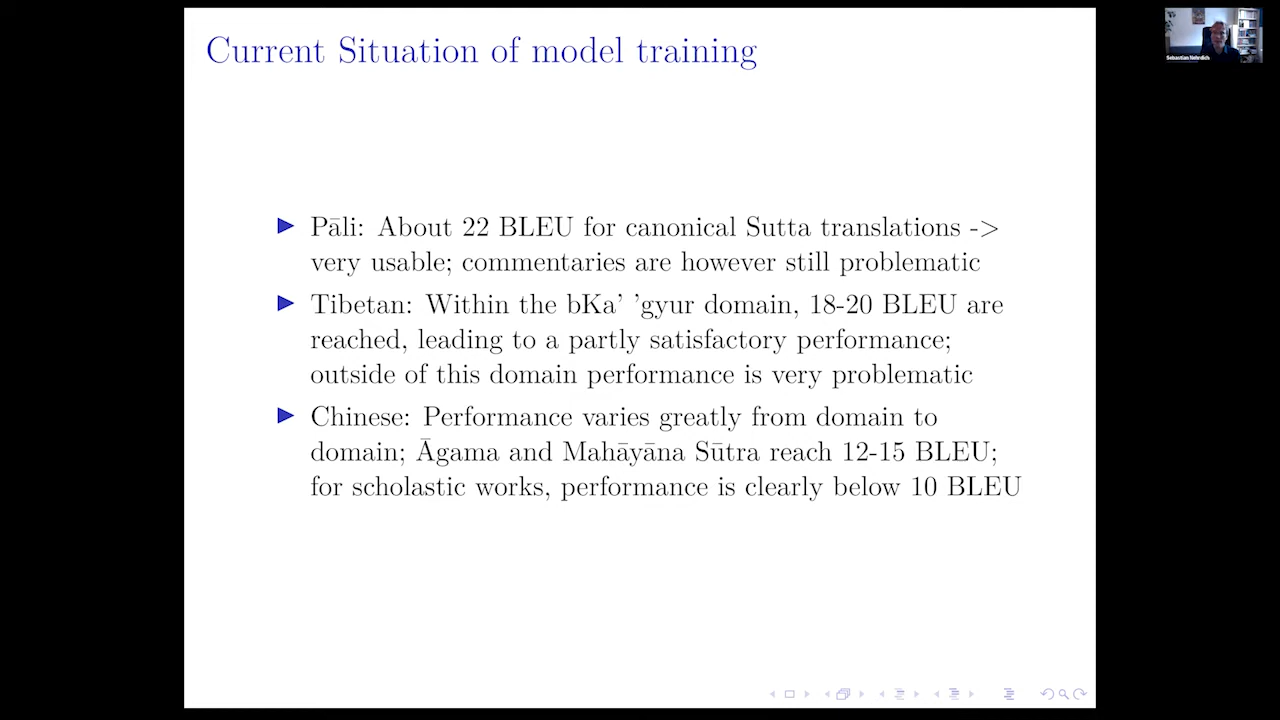 Current Situation of model training
Pāli: About 22 BLEU for canonical Sutta translations ->
very usable; commentaries are however still problematic
Tibetan: Within the bKa’ ’gyur domain, 18-20 BLEU are
reached, leading to a partly satisfactory performance;
outside of this domain performance is very problematic
Chinese: Performance varies greatly from domain to
domain; Āgama and Mahāyāna Sūtra reach 12-15 BLEU;
for scholastic works, performance is clearly below 10 BLEU
Sebastian Nehrdich